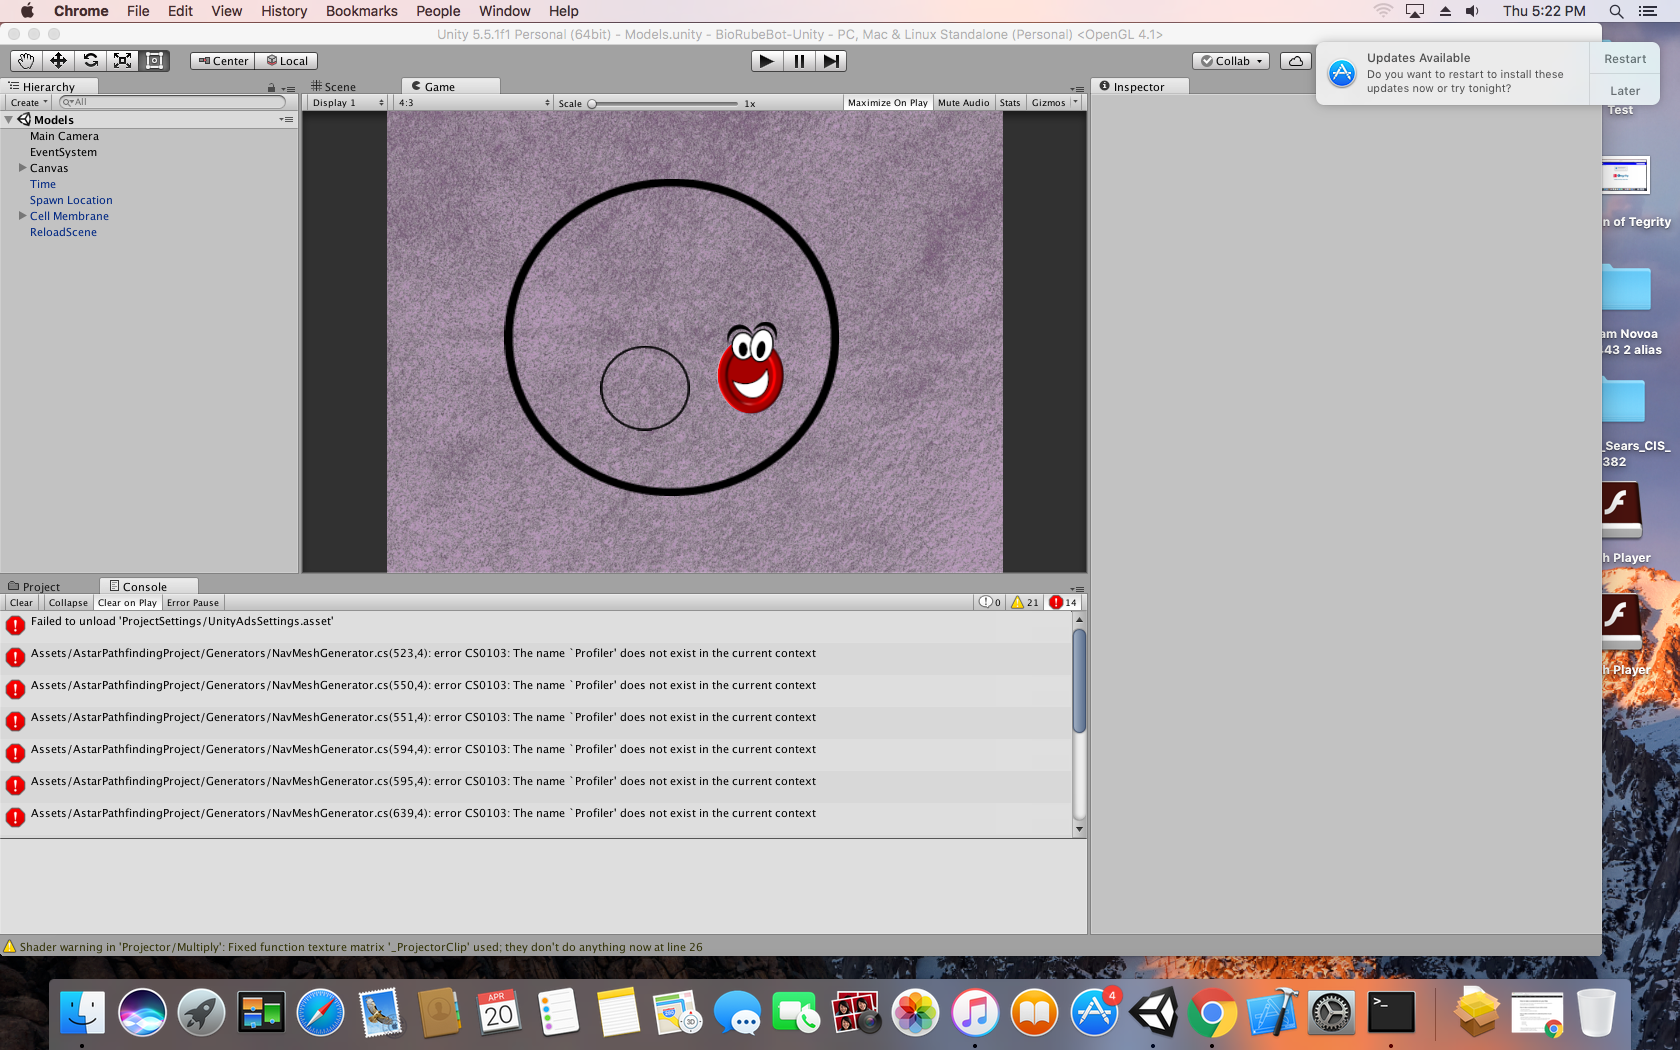 Chrome File Edit View History Bookmarks People Window Help Thu 5:22 PM
Unity 5.5.1f1 Personal (64bit) - Models.unity - BioRubeBot-Unity - PC, Mac & Linux Standalone (Personal) <OpenGL 4.1>
Center Local Collab
Updates Available
Do you want to restart to install these
updates now or try tonight?
Restart
Later
Hierarchy
Create All
Models
Main Camera
EventSystem
Canvas
Time
Spawn Location
Cell Membrane
ReloadScene
Scene Game
Display 1 4:3 Scale 1x Maximize On Play Mute Audio Stats Gizmos
Inspector
Test
n of Tegrity
am Novoa
43 2 alias
_Sears_CIS_
382
h Player
h Player
Project Console
Clear Collapse Clear on Play Error Pause 0 21 14
Failed to unload 'ProjectSettings/UnityAdsSettings.asset'
Assets/AstarPathfindingProject/Generators/NavMeshGenerator.cs(523,4): error CS0103: The name `Profiler' does not exist in the current context
Assets/AstarPathfindingProject/Generators/NavMeshGenerator.cs(550,4): error CS0103: The name `Profiler' does not exist in the current context
Assets/AstarPathfindingProject/Generators/NavMeshGenerator.cs(551,4): error CS0103: The name `Profiler' does not exist in the current context
Assets/AstarPathfindingProject/Generators/NavMeshGenerator.cs(594,4): error CS0103: The name `Profiler' does not exist in the current context
Assets/AstarPathfindingProject/Generators/NavMeshGenerator.cs(595,4): error CS0103: The name `Profiler' does not exist in the current context
Assets/AstarPathfindingProject/Generators/NavMeshGenerator.cs(639,4): error CS0103: The name `Profiler' does not exist in the current context
Shader warning in 'Projector/Multiply': Fixed function texture matrix '_ProjectorClip' used; they don't do anything now at line 26
APR
20
3D
4
>_